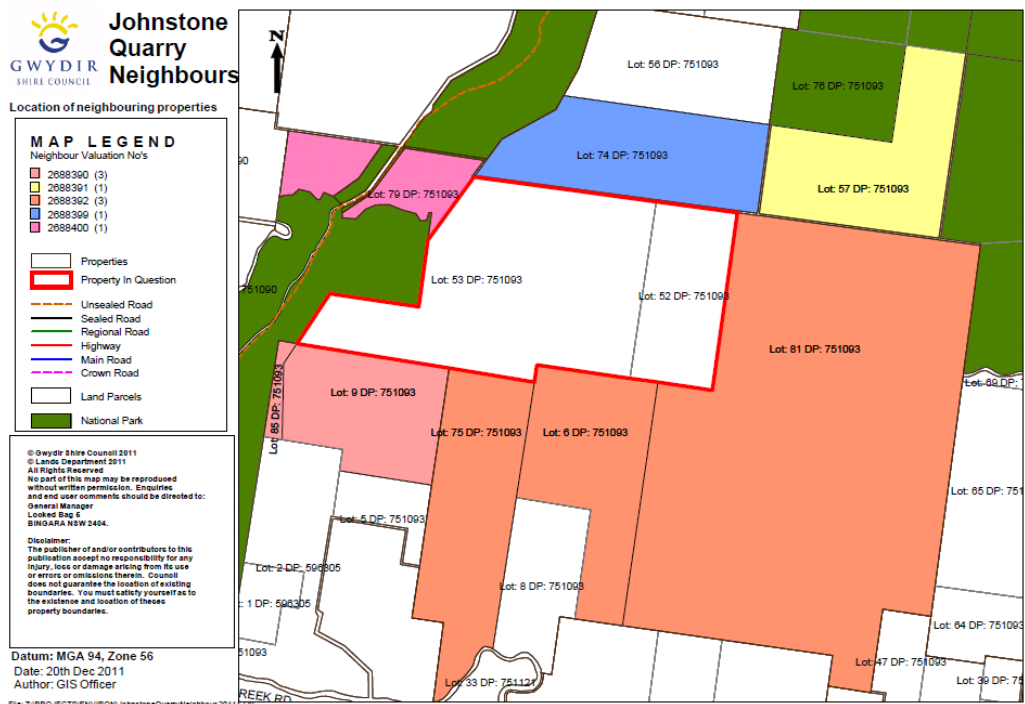 Johnstone
Quarry
Neighbours
GWYDIR
SHIRE COUNCIL
Location of neighbouring properties
MAP LEGEND
Neighbour Valuation No's
2688390 (3)
2688391 (1)
2688392 (3)
2688399 (1)
2688400 (1)
Properties
Property In Question
Unsealed Road
Sealed Road
Regional Road
Highway
Main Road
Crown Road
Land Parcels
National Park
© Gwydir Shire Council 2011
© Lands Department 2011
All Rights Reserved
No part of this map may be reproduced
without written permission. Enquiries
and end user comments should be directed to:
General Manager
Locked Bag 5
BINGARA NSW 2404.
Disclaimer:
The publisher of and/or contributors to this
publication accept no responsibility for any
injury, loss or damage arising from its use
or errors or omissions therein. Council
does not guarantee the location of existing
boundaries. You must satisfy yourself as to
the existence and location of theses
property boundaries.
Datum: MGA 94, Zone 56
Date: 20th Dec 2011
Author: GIS Officer
N
Lot: 56 DP: 751093
Lot: 76 DP: 751093
Lot: 74 DP: 751093
90
Lot: 57 DP: 751093
Lot: 79 DP: 751093
Lot: 53 DP: 751093
751090
Lot: 52 DP: 751093
Lot: 81 DP: 751093
Lot: 69 DP:
Lot: 9 DP: 751093
Lot: 85 DP: 751093
Lot: 75 DP: 751093
Lot: 6 DP: 751093
Lot: 65 DP: 751
Lot: 5 DP: 751093
Lot: 2 DP: 596305
Lot: 8 DP: 751093
: 1 DP: 596305
Lot: 64 DP: 751093
51093
Lot: 47 DP: 751093
Lot: 33 DP: 751121
Lot: 39 DP: 75
REEK RD